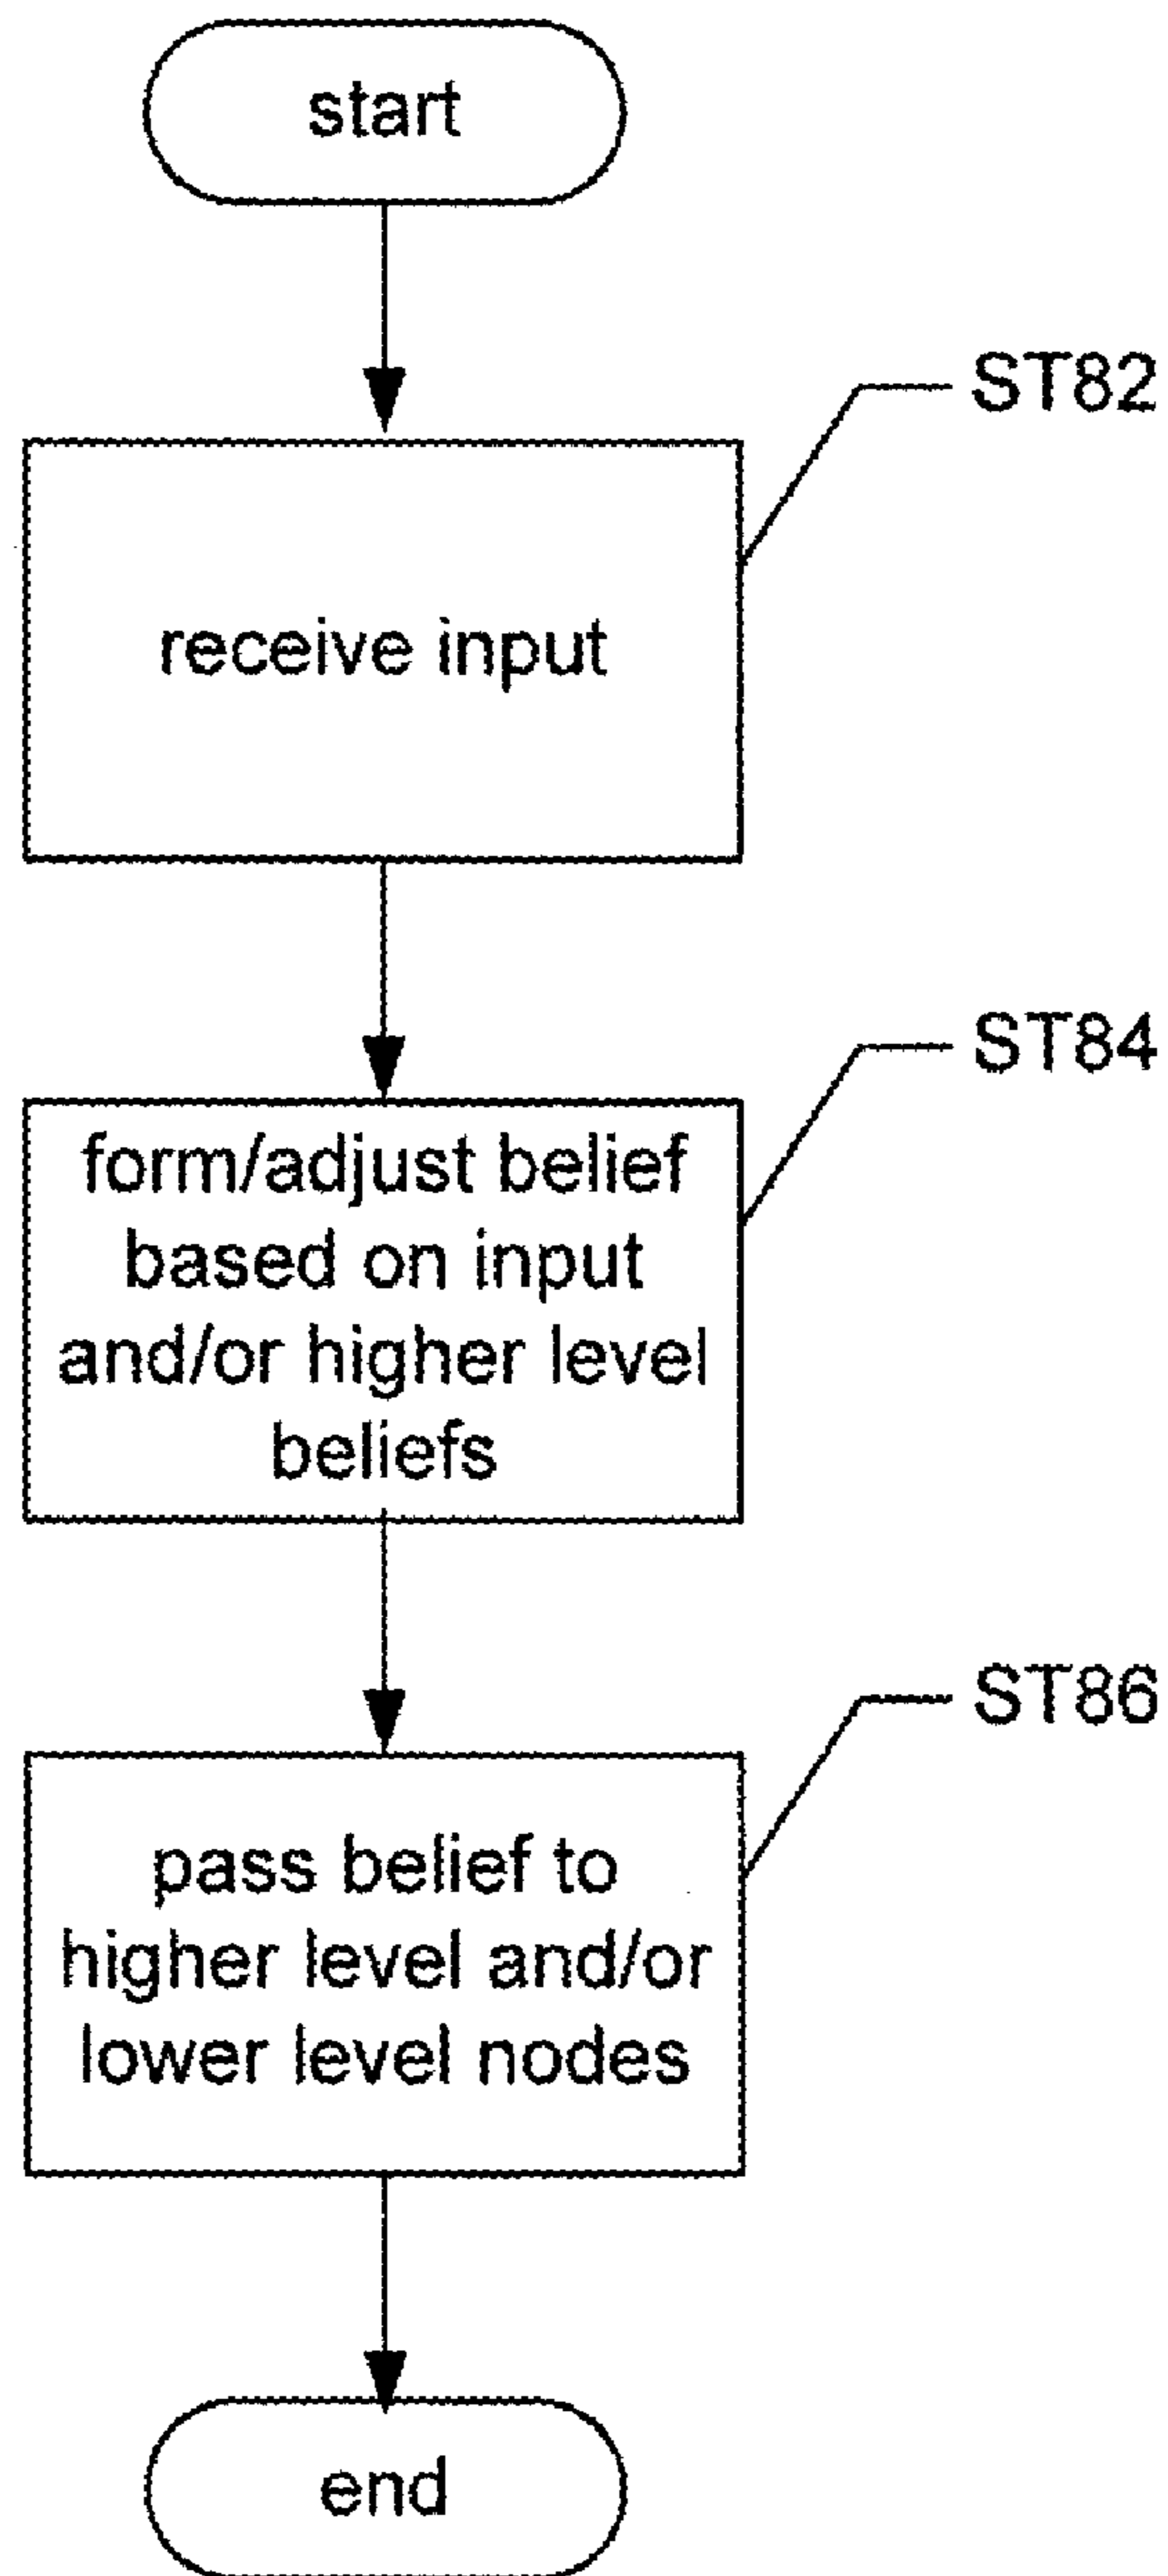 start
ST82
receive input
ST84
form/adjust belief
based on input
and/or higher level
beliefs
ST86
pass belief to
higher level and/or
lower level nodes
end